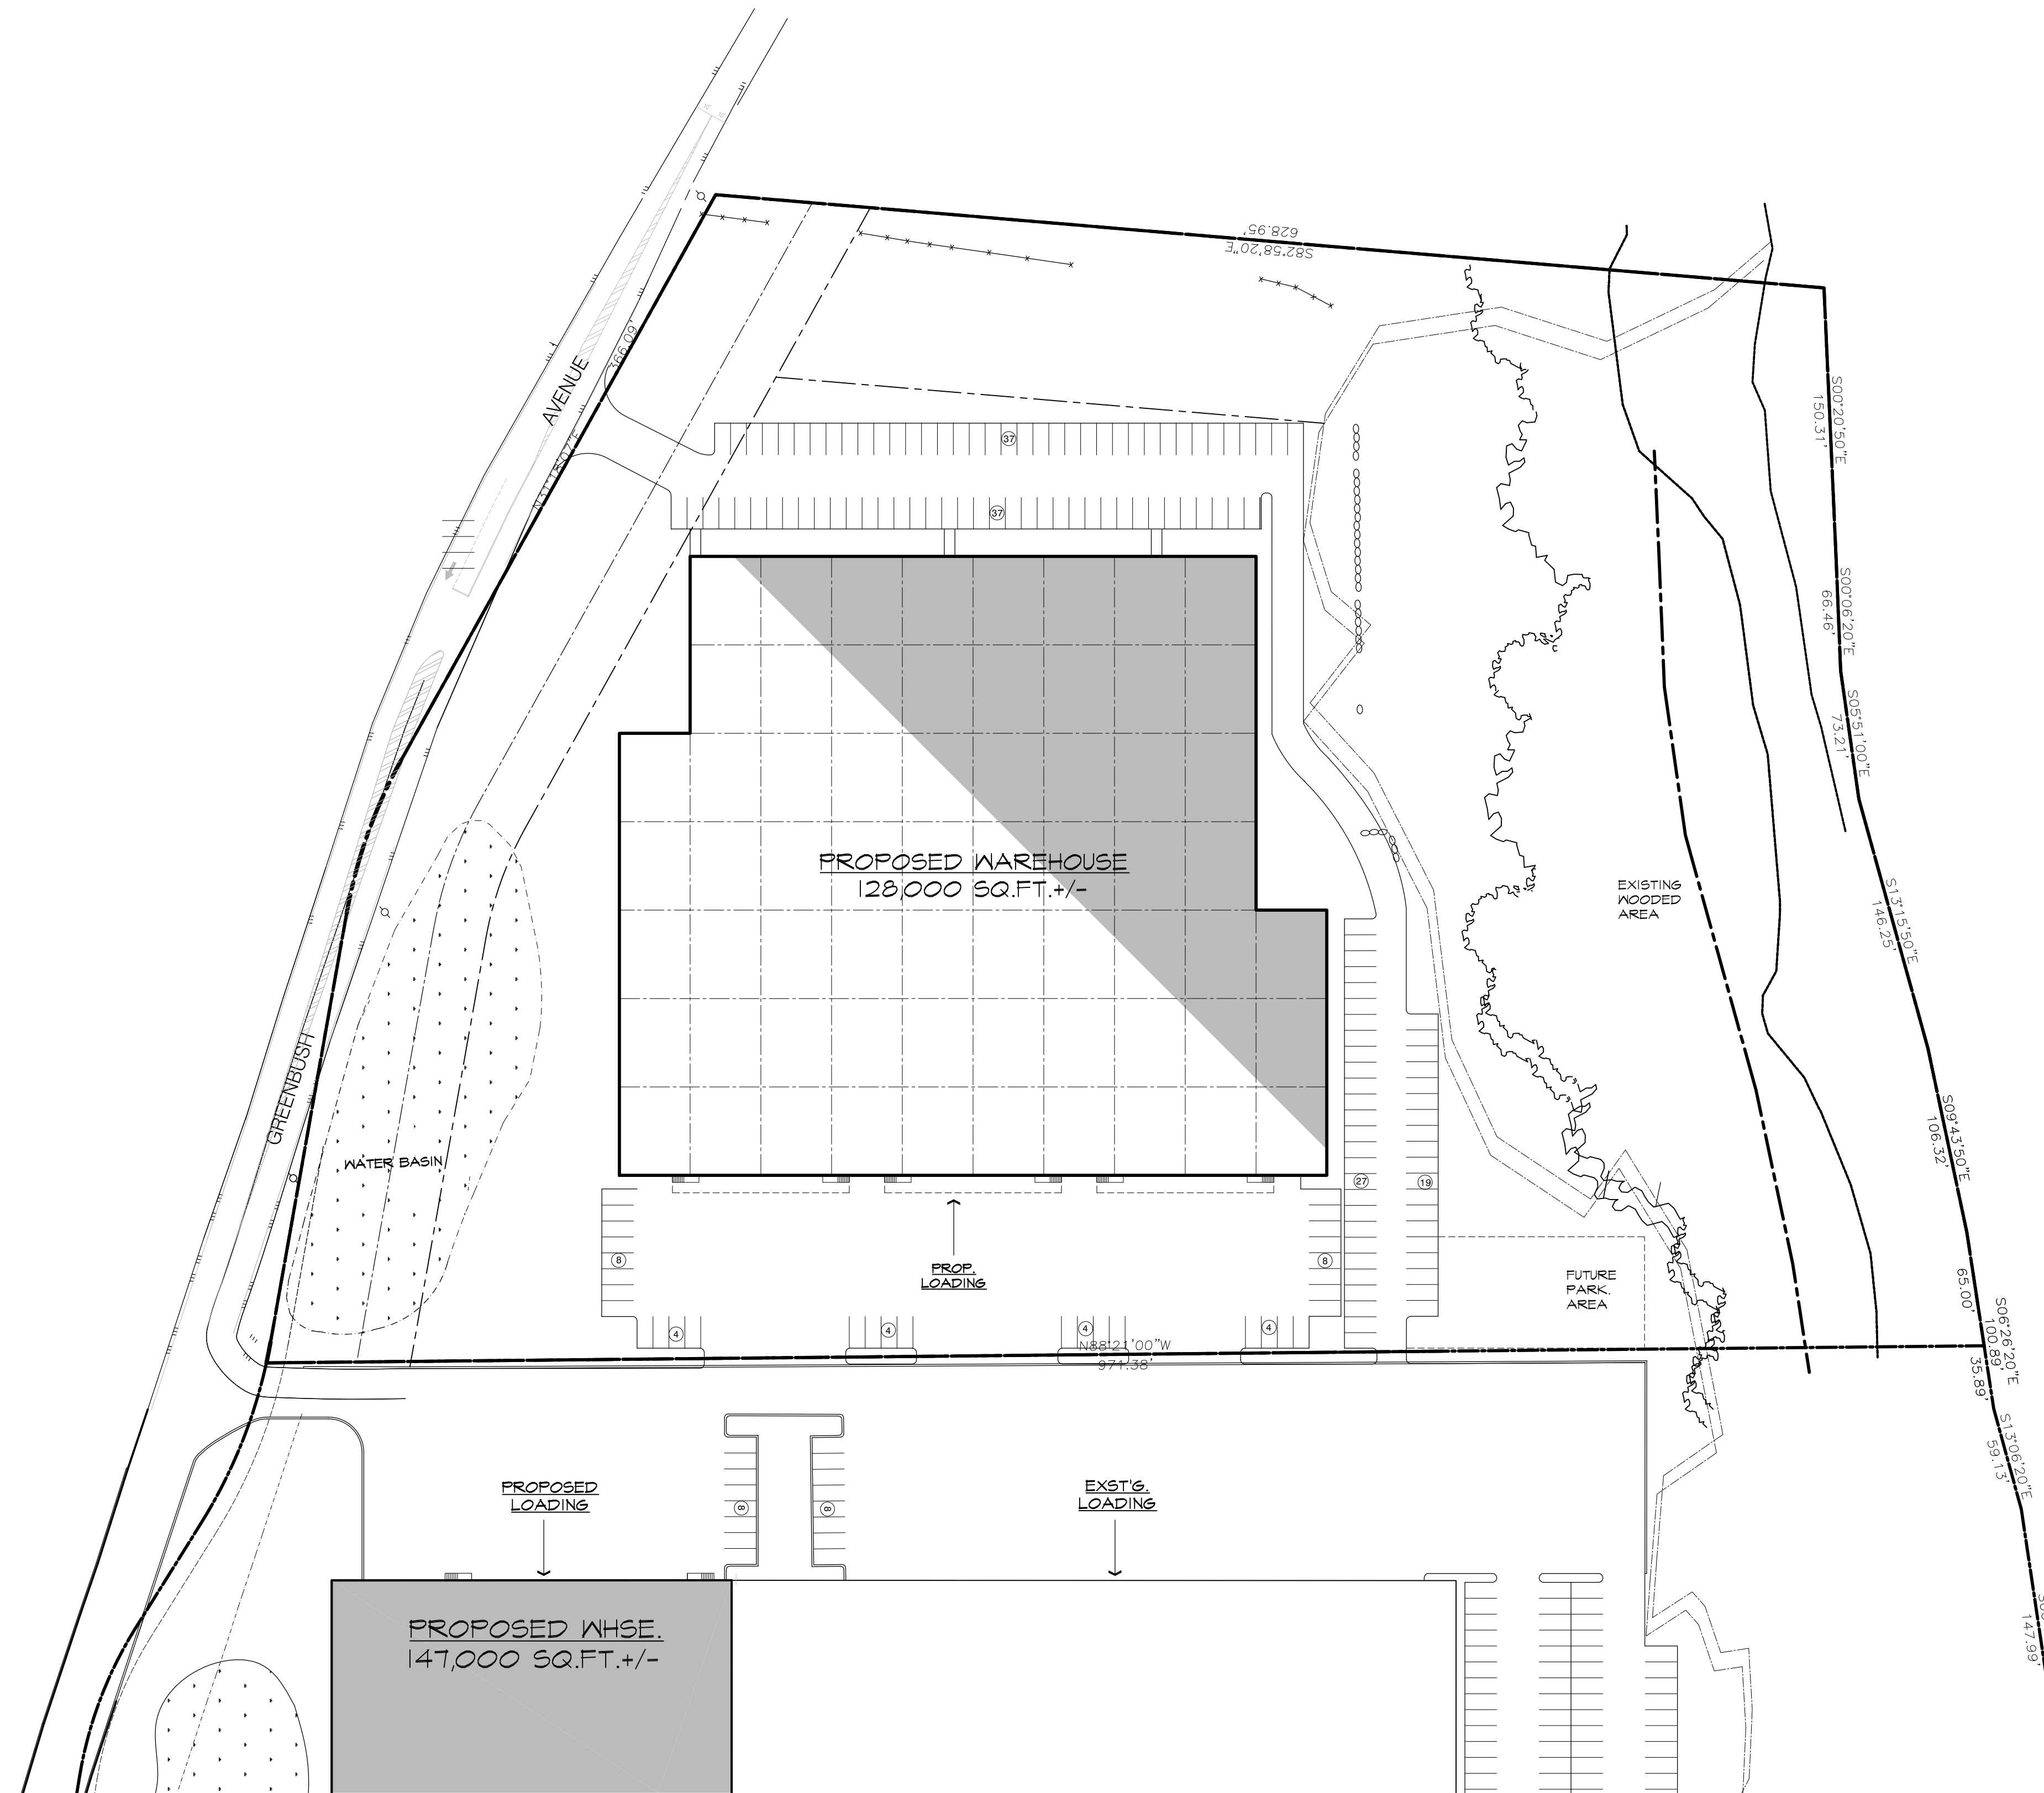 628.95'
S82°58'20"E
366.09'
AVENUE
N31°18'07"E
S00°20'50"E
150.31'
37
37
S00°06'20"E
66.46'
S05°51'00"E
73.21'
PROPOSED WAREHOUSE
128,000 SQ.FT.+/-
EXISTING
WOODED
AREA
S13°15'50"E
146.25'
GREENBUSH
WATER BASIN
S09°43'50"E
106.32'
27
19
8
8
PROP.
LOADING
FUTURE
PARK.
AREA
65.00'
S06°26'20"E
100.89'
35.89'
4
4
4
4
N88°21'00"W
971.38'
S13°06'20"E
59.13'
PROPOSED
LOADING
8
8
EXST'G.
LOADING
PROPOSED WHSE.
147,000 SQ.FT.+/-
147.99'